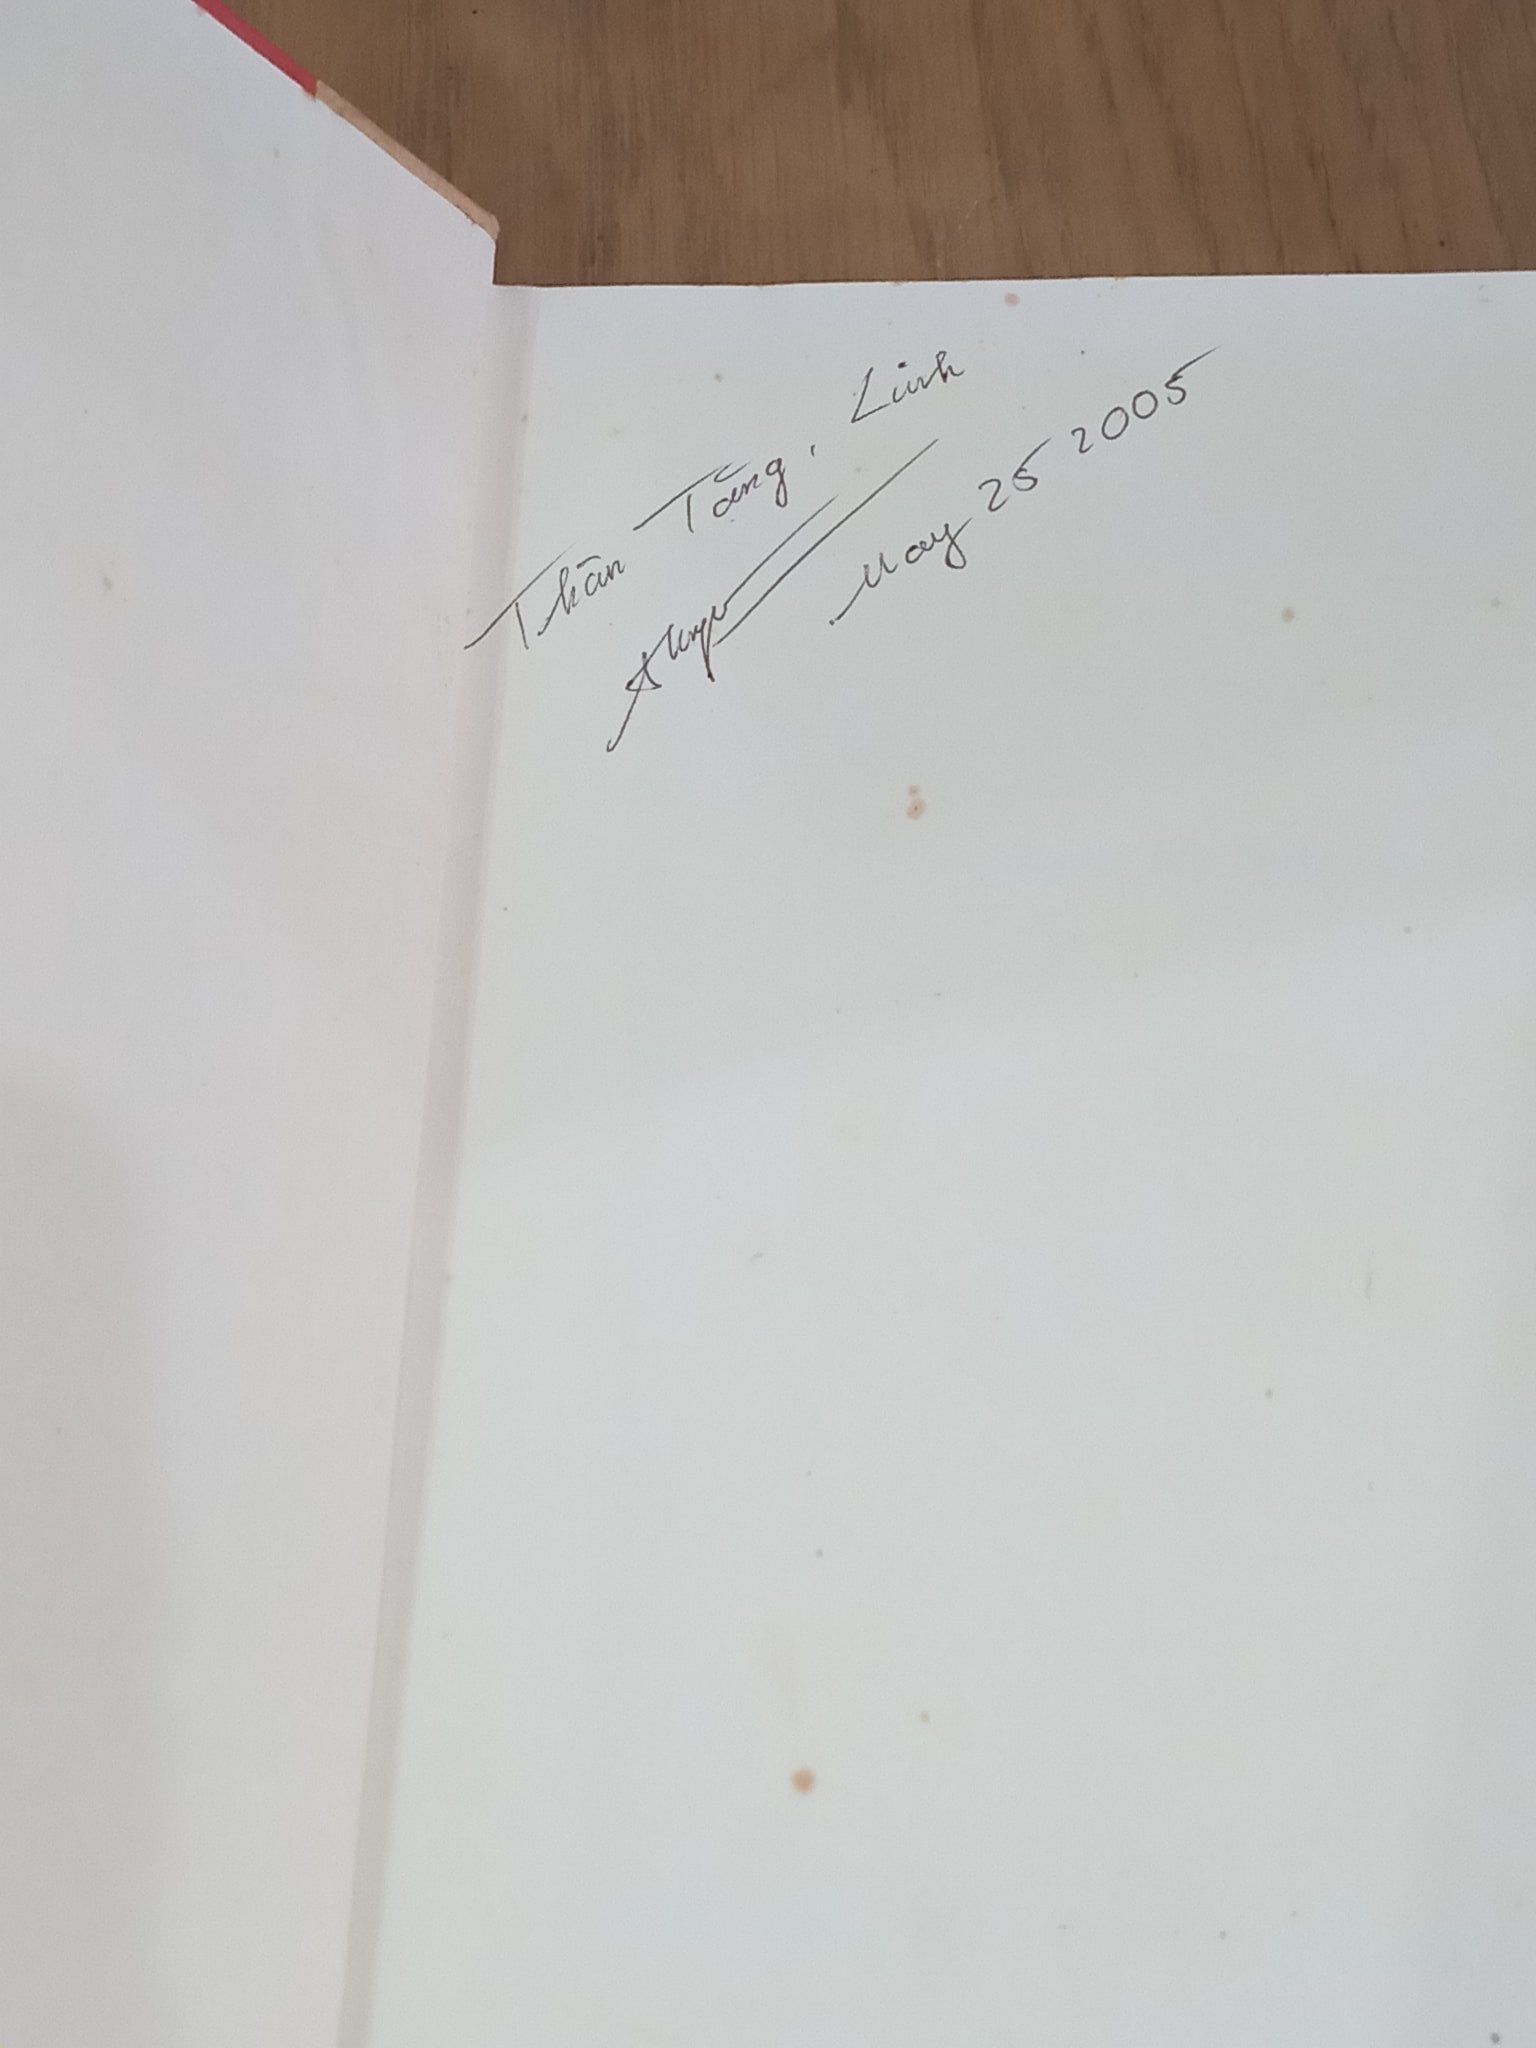 Thân Tặng, Linh
May 25 2005